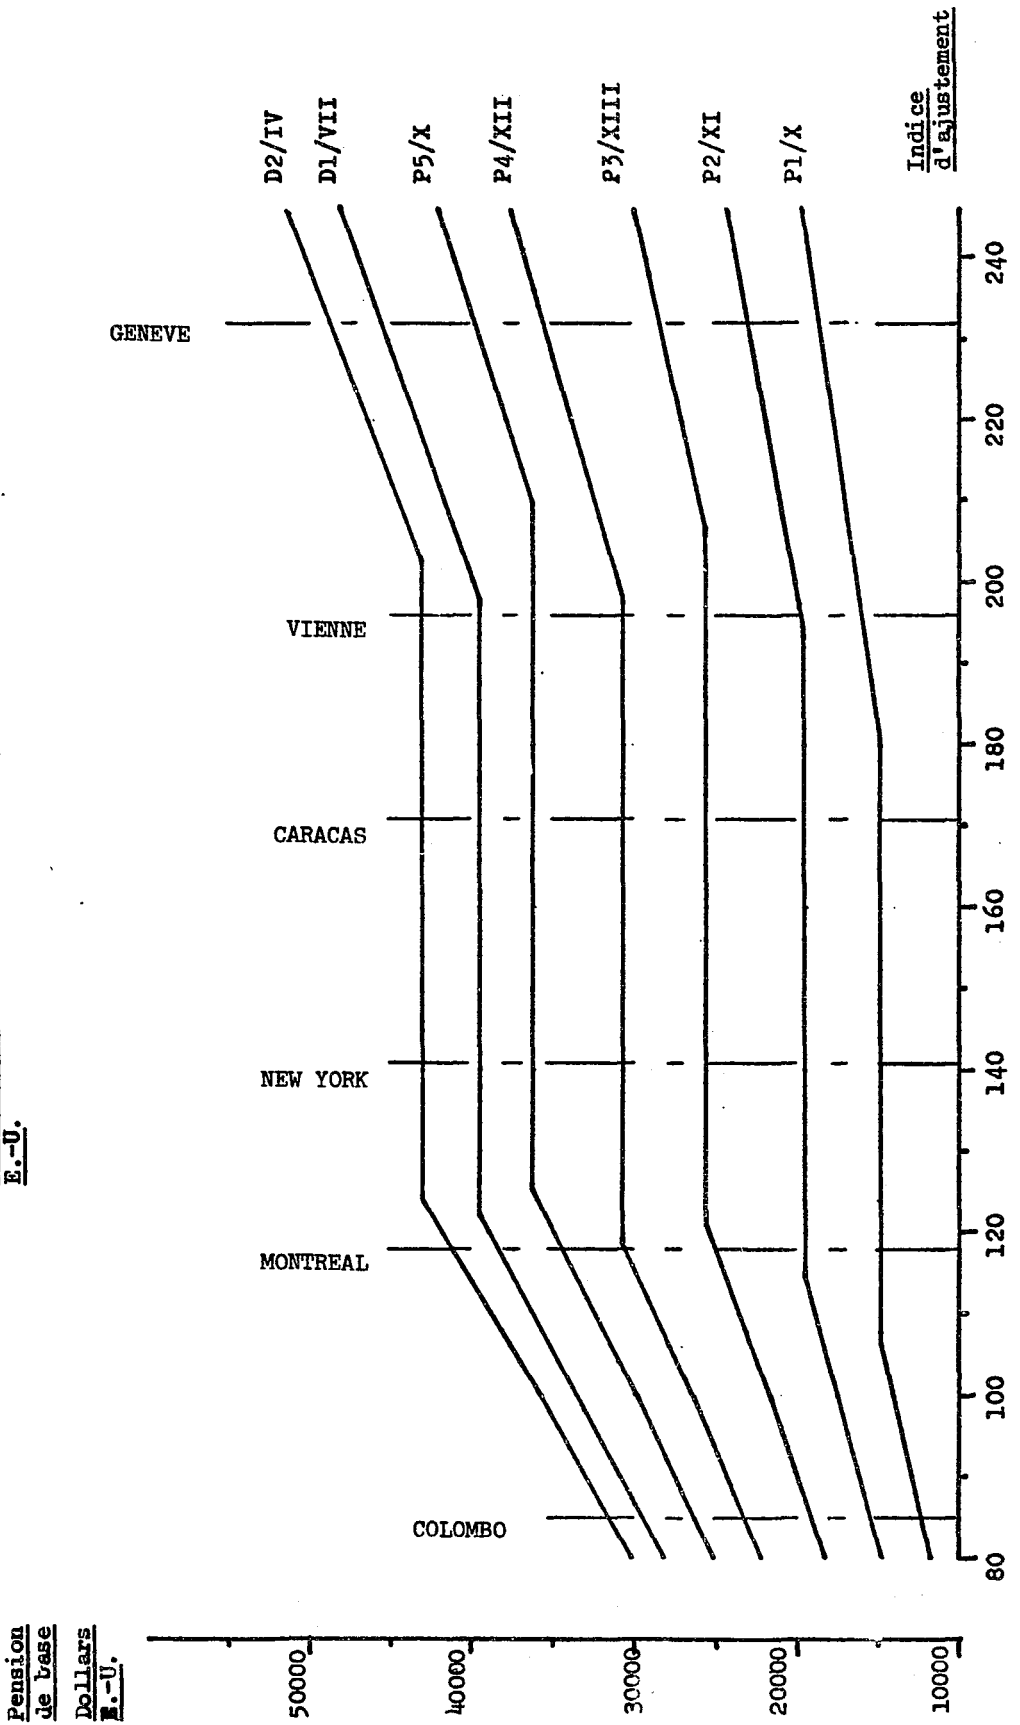 E.-U.
Pension
de base
Dollars
E.-U.
50000
40000
30000
20000
10000
COLOMBO
MONTREAL
NEW YORK
CARACAS
VIENNE
GENEVE
D2/IV
D1/VII
P5/X
P4/XII
P3/XIII
P2/XI
P1/X
80
100
120
140
160
180
200
220
240
Indice
d'ajustement